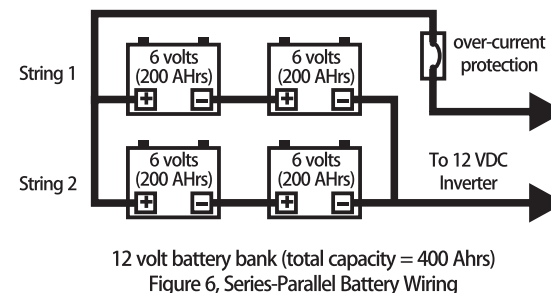 String 1
6 volts
(200 AHrs)
+ −
6 volts
(200 AHrs)
+ −
over-current
protection
String 2
6 volts
(200 AHrs)
+ −
6 volts
(200 AHrs)
+ −
To 12 VDC
Inverter
12 volt battery bank (total capacity = 400 Ahrs)
Figure 6, Series-Parallel Battery Wiring